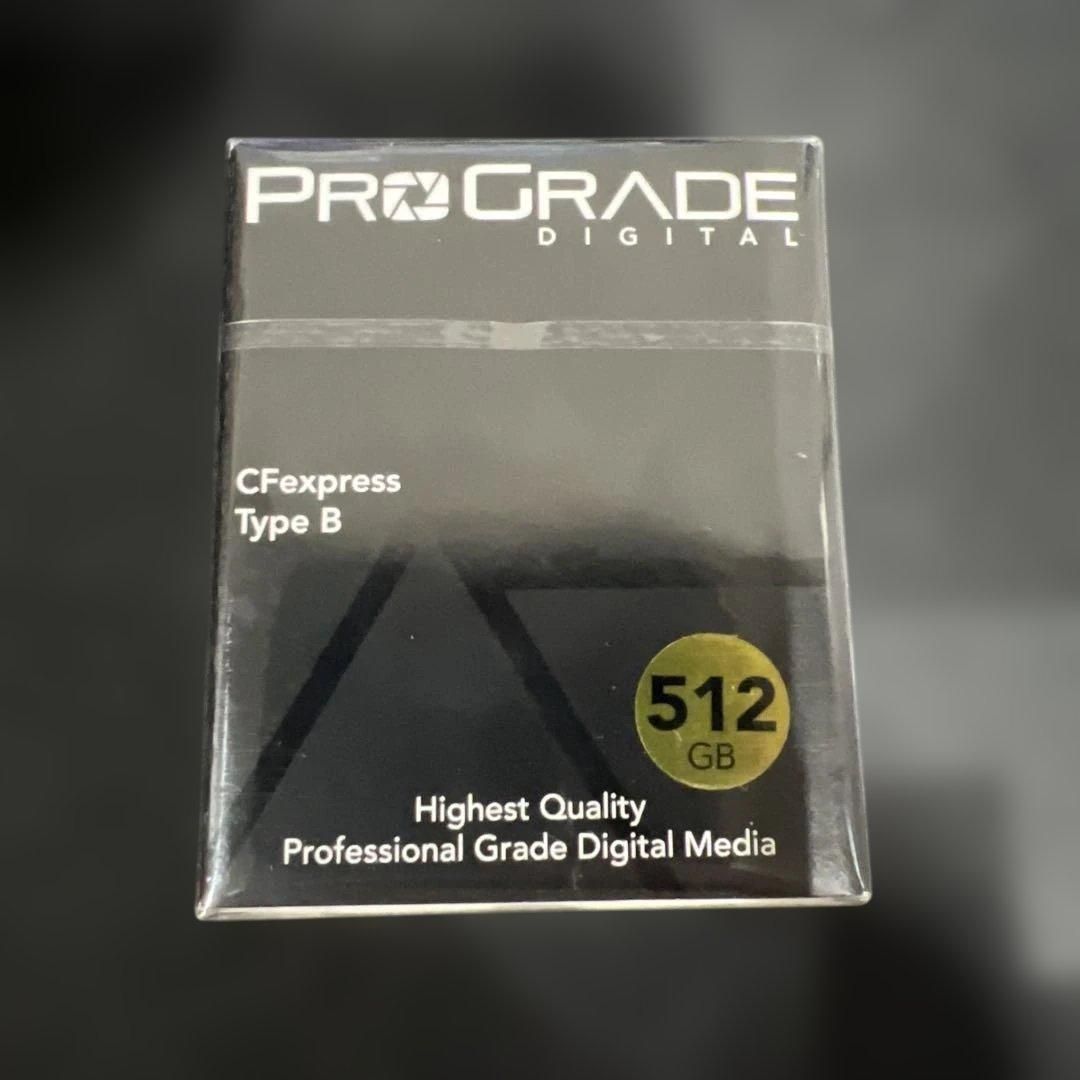 PROGRADE
DIGITAL
CFexpress
Type B
512
GB
Highest Quality
Professional Grade Digital Media